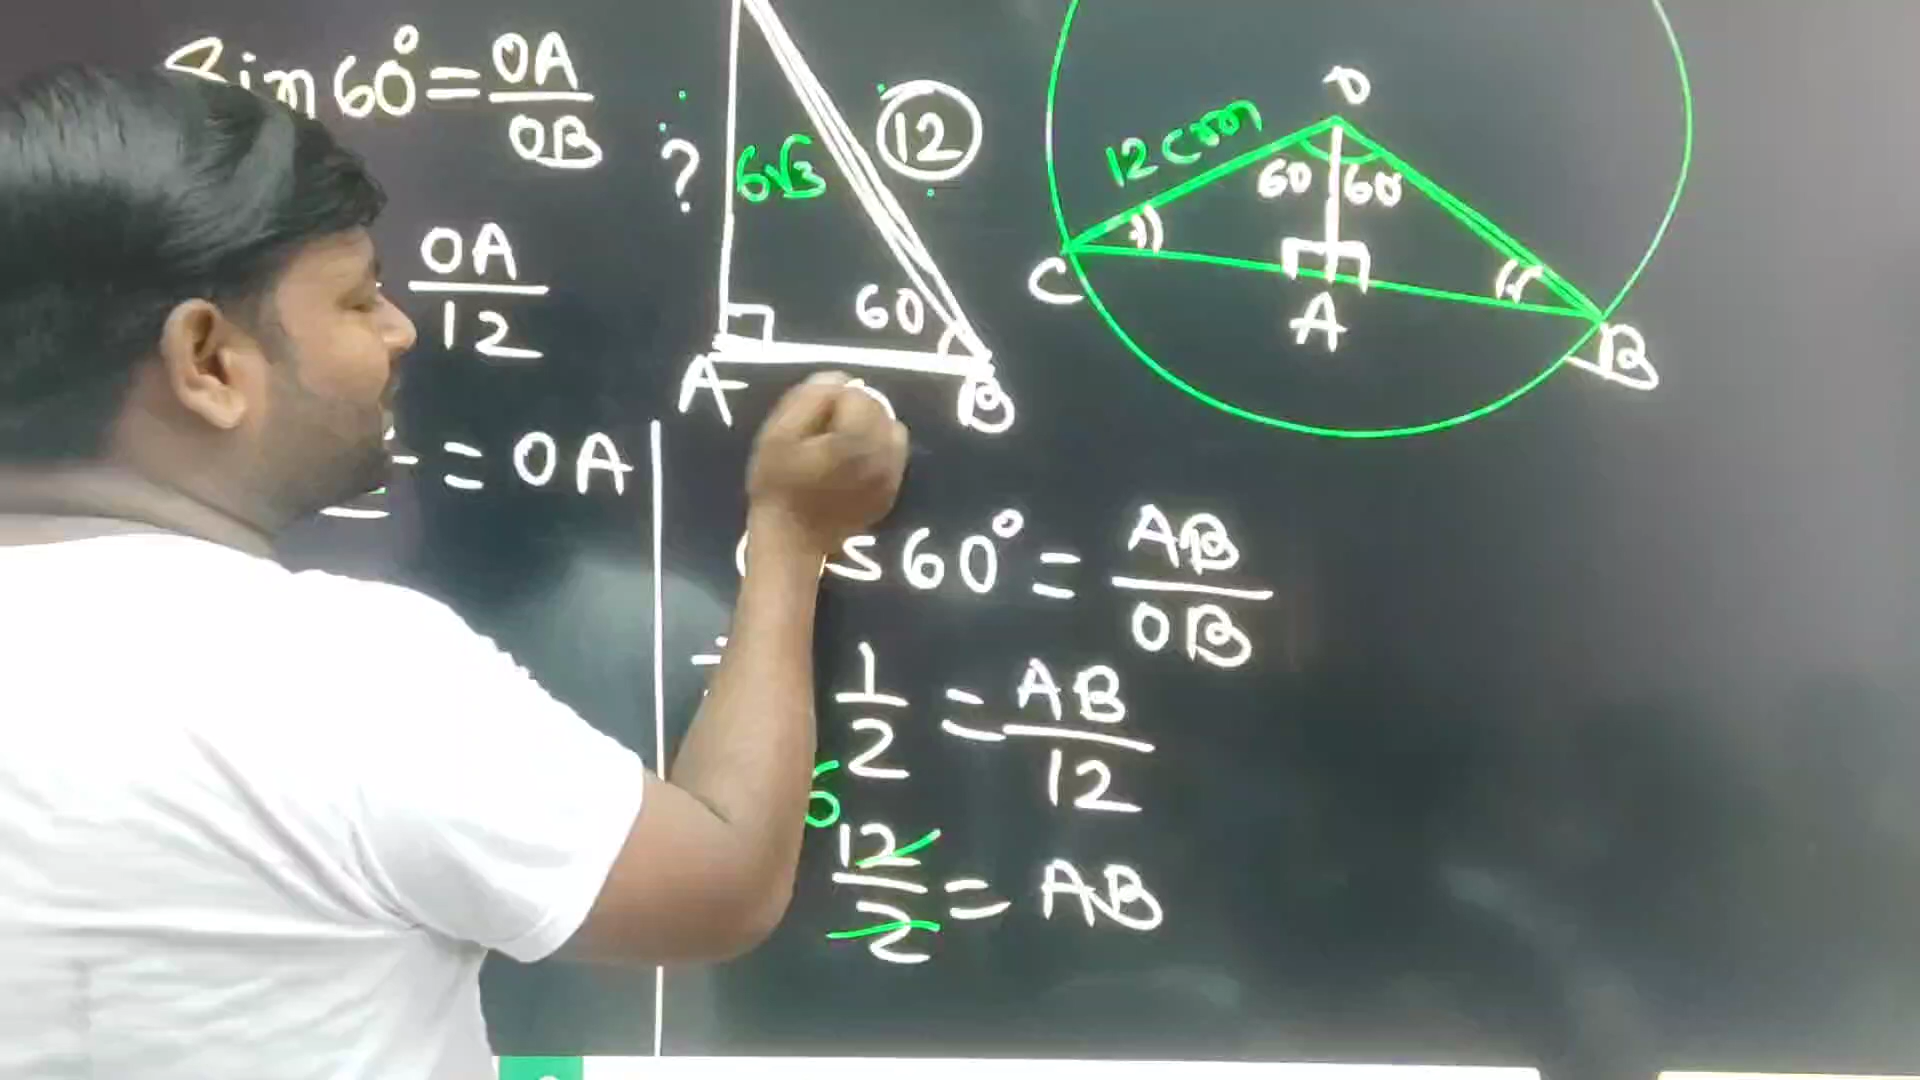 Sin 60° = OA/OB
OA/12
= OA
?
6√3
12
60
A
B
s 60° = AB/OB
1/2 = AB/12
6
12/2 = AB
O
12 cm
60
60°
C
A
B